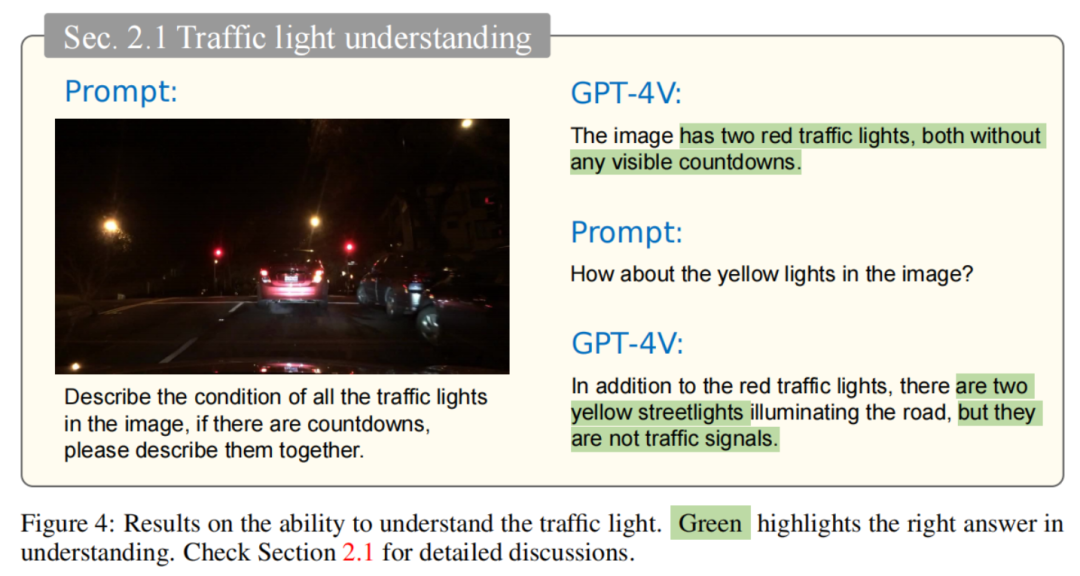 Sec. 2.1 Traffic light understanding
Prompt:
Describe the condition of all the traffic lights
in the image, if there are countdowns,
please describe them together.
GPT-4V:
The image has two red traffic lights, both without
any visible countdowns.
Prompt:
How about the yellow lights in the image?
GPT-4V:
In addition to the red traffic lights, there are two
yellow streetlights illuminating the road, but they
are not traffic signals.
Figure 4: Results on the ability to understand the traffic light. Green highlights the right answer in
understanding. Check Section 2.1 for detailed discussions.